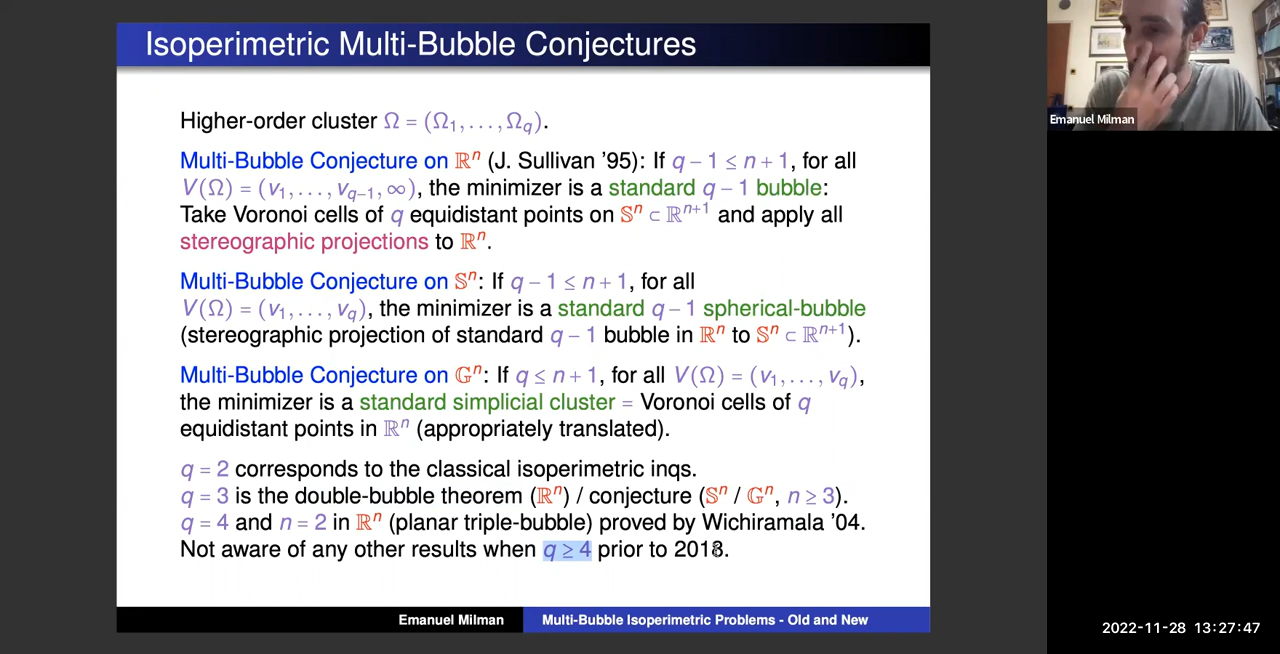 Isoperimetric Multi-Bubble Conjectures
Higher-order cluster Ω = (Ω₁, . . . , Ω_q).
Multi-Bubble Conjecture on ℝⁿ (J. Sullivan '95): If q − 1 ≤ n + 1, for all
V(Ω) = (v₁, . . . , v_{q−1}, ∞), the minimizer is a standard q − 1 bubble:
Take Voronoi cells of q equidistant points on 𝕊ⁿ ⊂ ℝⁿ⁺¹ and apply all
stereographic projections to ℝⁿ.
Multi-Bubble Conjecture on 𝕊ⁿ: If q − 1 ≤ n + 1, for all
V(Ω) = (v₁, . . . , v_q), the minimizer is a standard q − 1 spherical-bubble
(stereographic projection of standard q − 1 bubble in ℝⁿ to 𝕊ⁿ ⊂ ℝⁿ⁺¹).
Multi-Bubble Conjecture on 𝔾ⁿ: If q ≤ n + 1, for all V(Ω) = (v₁, . . . , v_q),
the minimizer is a standard simplicial cluster = Voronoi cells of q
equidistant points in ℝⁿ (appropriately translated).
q = 2 corresponds to the classical isoperimetric inqs.
q = 3 is the double-bubble theorem (ℝⁿ) / conjecture (𝕊ⁿ / 𝔾ⁿ, n ≥ 3).
q = 4 and n = 2 in ℝⁿ (planar triple-bubble) proved by Wichiramala '04.
Not aware of any other results when q ≥ 4 prior to 2018.
Emanuel Milman
Multi-Bubble Isoperimetric Problems - Old and New
Emanuel Milman
2022-11-28 13:27:47